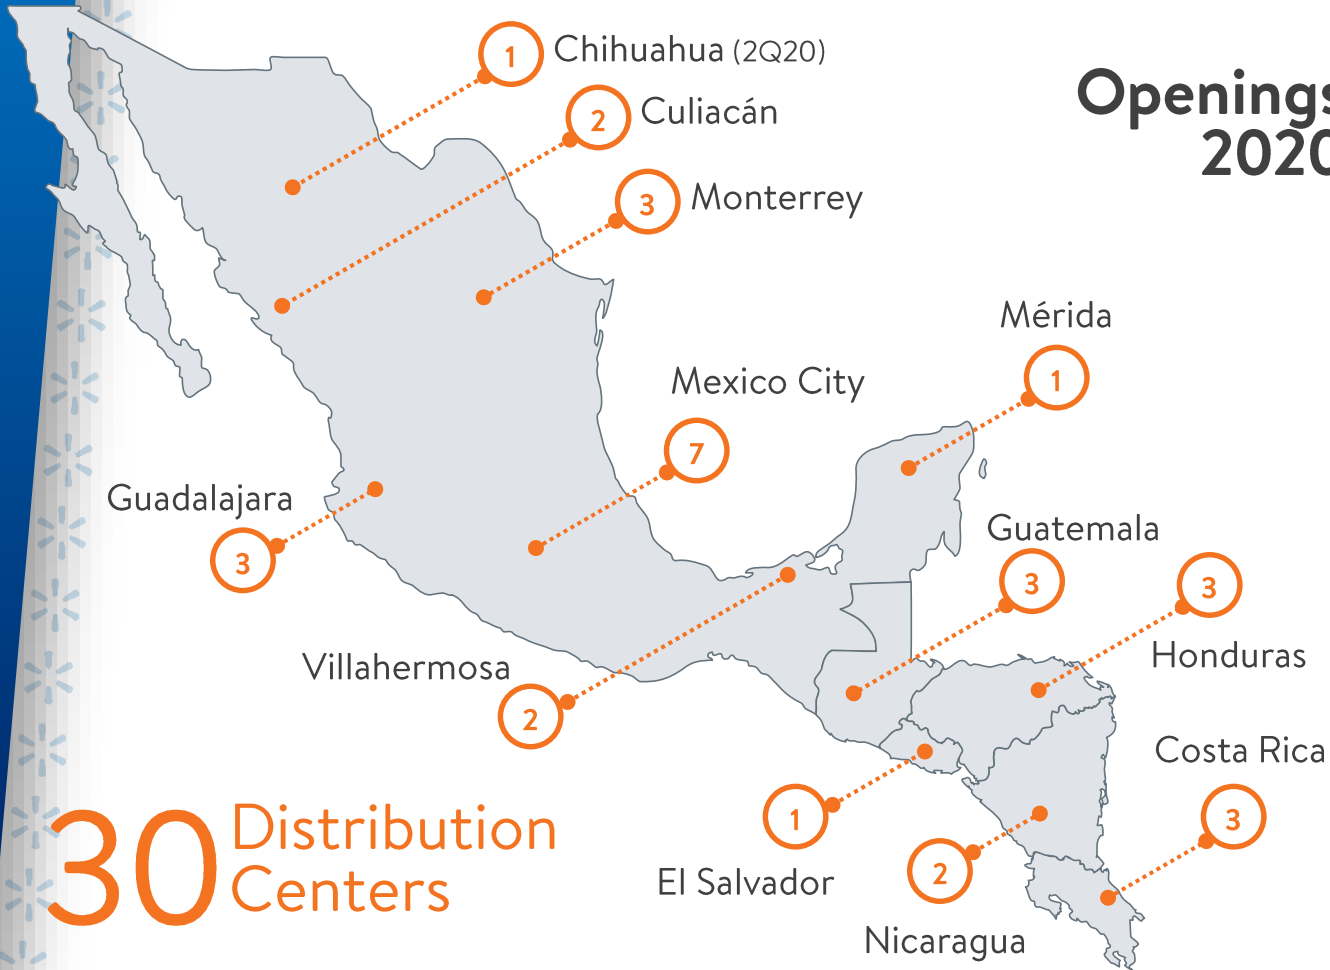 1 Chihuahua (2Q20)
Openings
2020
2 Culiacán
3 Monterrey
Mérida
1
Mexico City
7
Guadalajara
3
Guatemala
3
3
Honduras
Villahermosa
2
Costa Rica
3
1
El Salvador
2
Nicaragua
30 Distribution
Centers